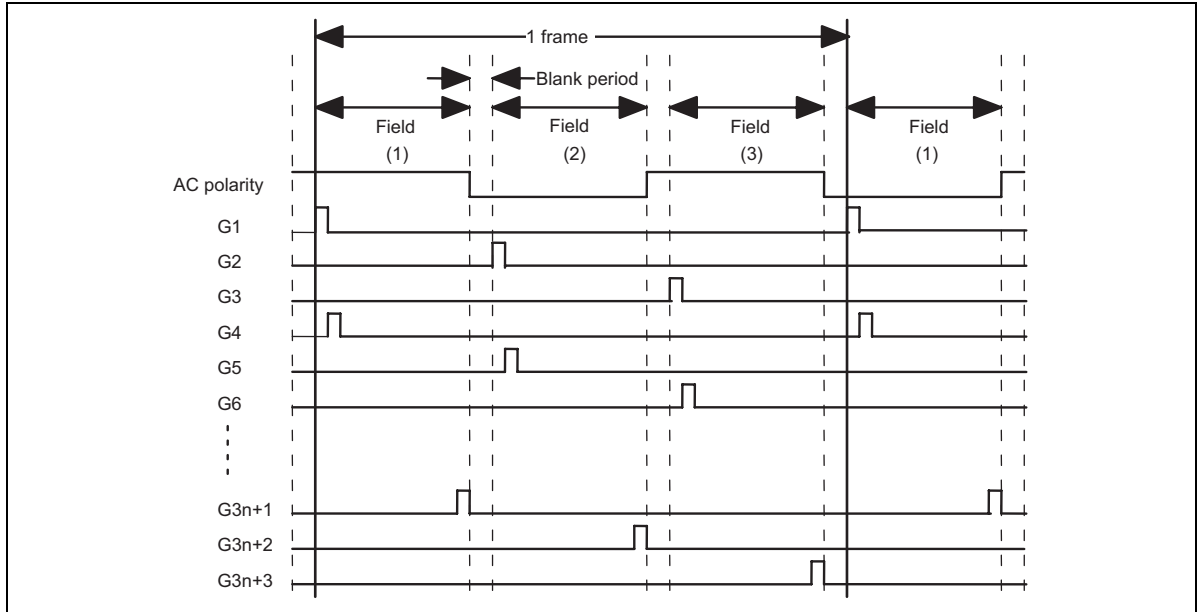 1 frame
Blank period
Field (1)
Field (2)
Field (3)
Field (1)
AC polarity
G1
G2
G3
G4
G5
G6
G3n+1
G3n+2
G3n+3